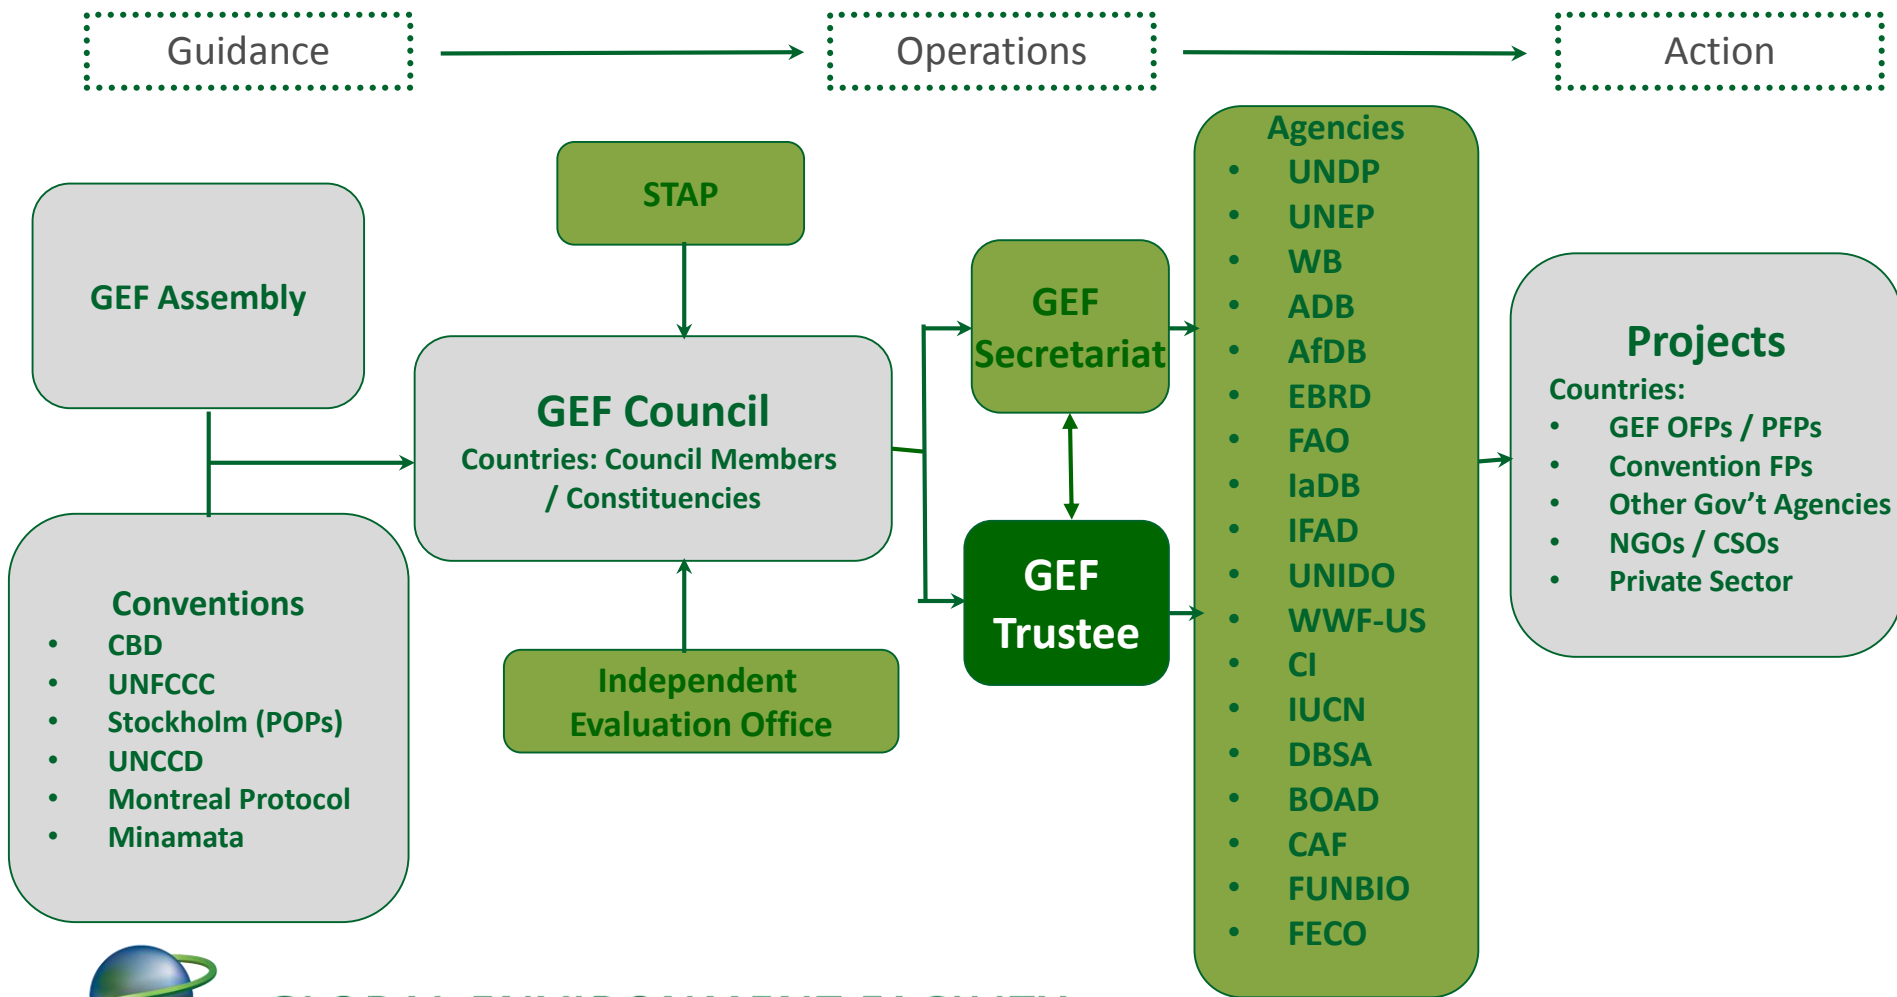 Guidance
Operations
Action
GEF Assembly
Conventions
• CBD
• UNFCCC
• Stockholm (POPs)
• UNCCD
• Montreal Protocol
• Minamata
STAP
GEF Council
Countries: Council Members
/ Constituencies
Independent
Evaluation Office
GEF
Secretariat
GEF
Trustee
Agencies
• UNDP
• UNEP
• WB
• ADB
• AfDB
• EBRD
• FAO
• IaDB
• IFAD
• UNIDO
• WWF-US
• CI
• IUCN
• DBSA
• BOAD
• CAF
• FUNBIO
• FECO
Projects
Countries:
• GEF OFPs / PFPs
• Convention FPs
• Other Gov’t Agencies
• NGOs / CSOs
• Private Sector
GLOBAL ENVIRONMENT FACILITY